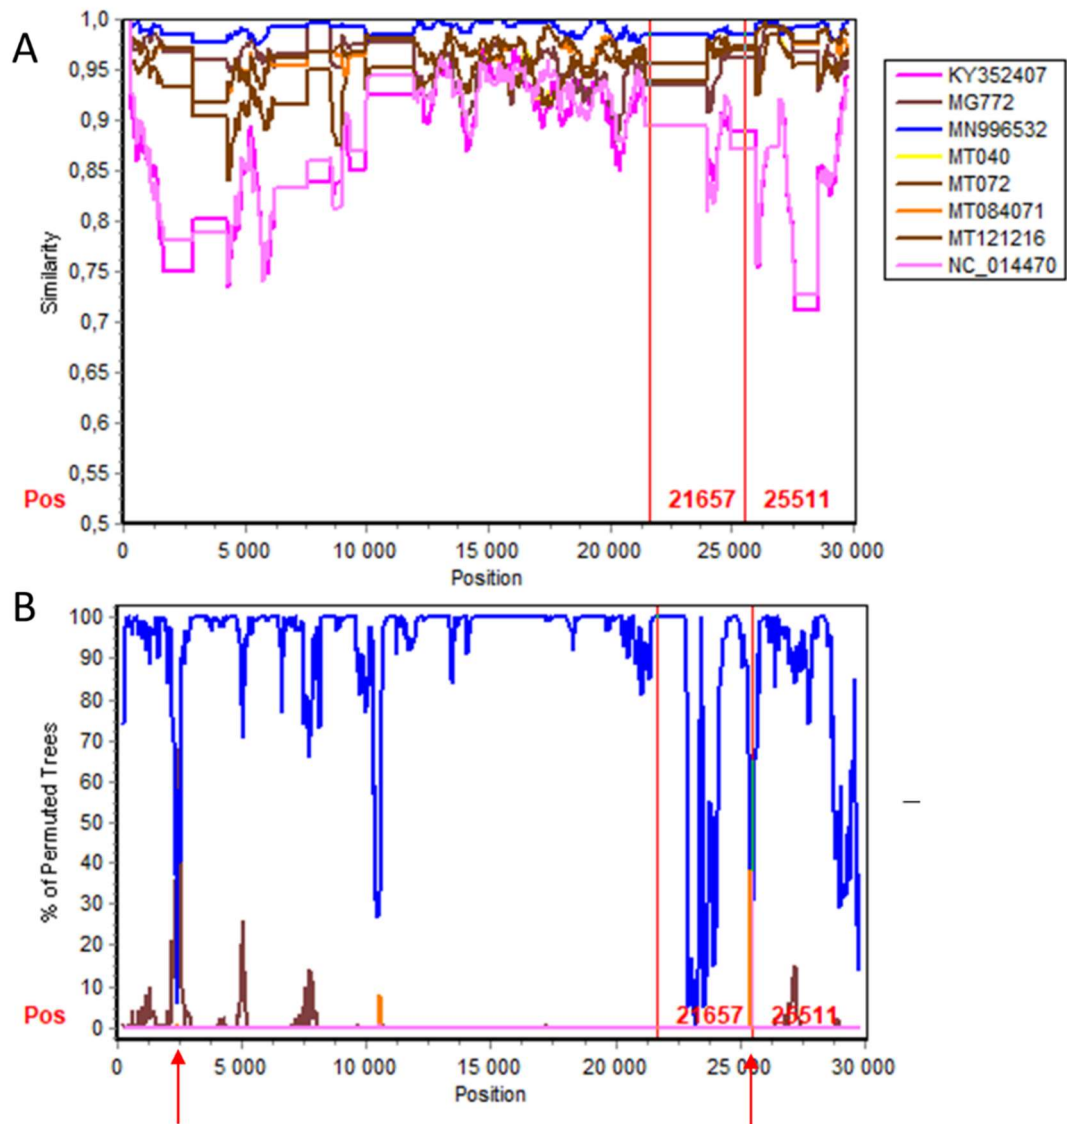 A
1,0
0,95
0,9
0,85
0,8
0,75
0,7
0,65
0,6
0,55
0,5
Similarity
Pos
21657
25511
0
5 000
10 000
15 000
20 000
25 000
30 000
Position
KY352407
MG772
MN996532
MT040
MT072
MT084071
MT121216
NC_014470
B
100
90
80
70
60
50
40
30
20
10
0
% of Permuted Trees
Pos
21657
25511
0
5 000
10 000
15 000
20 000
25 000
30 000
Position